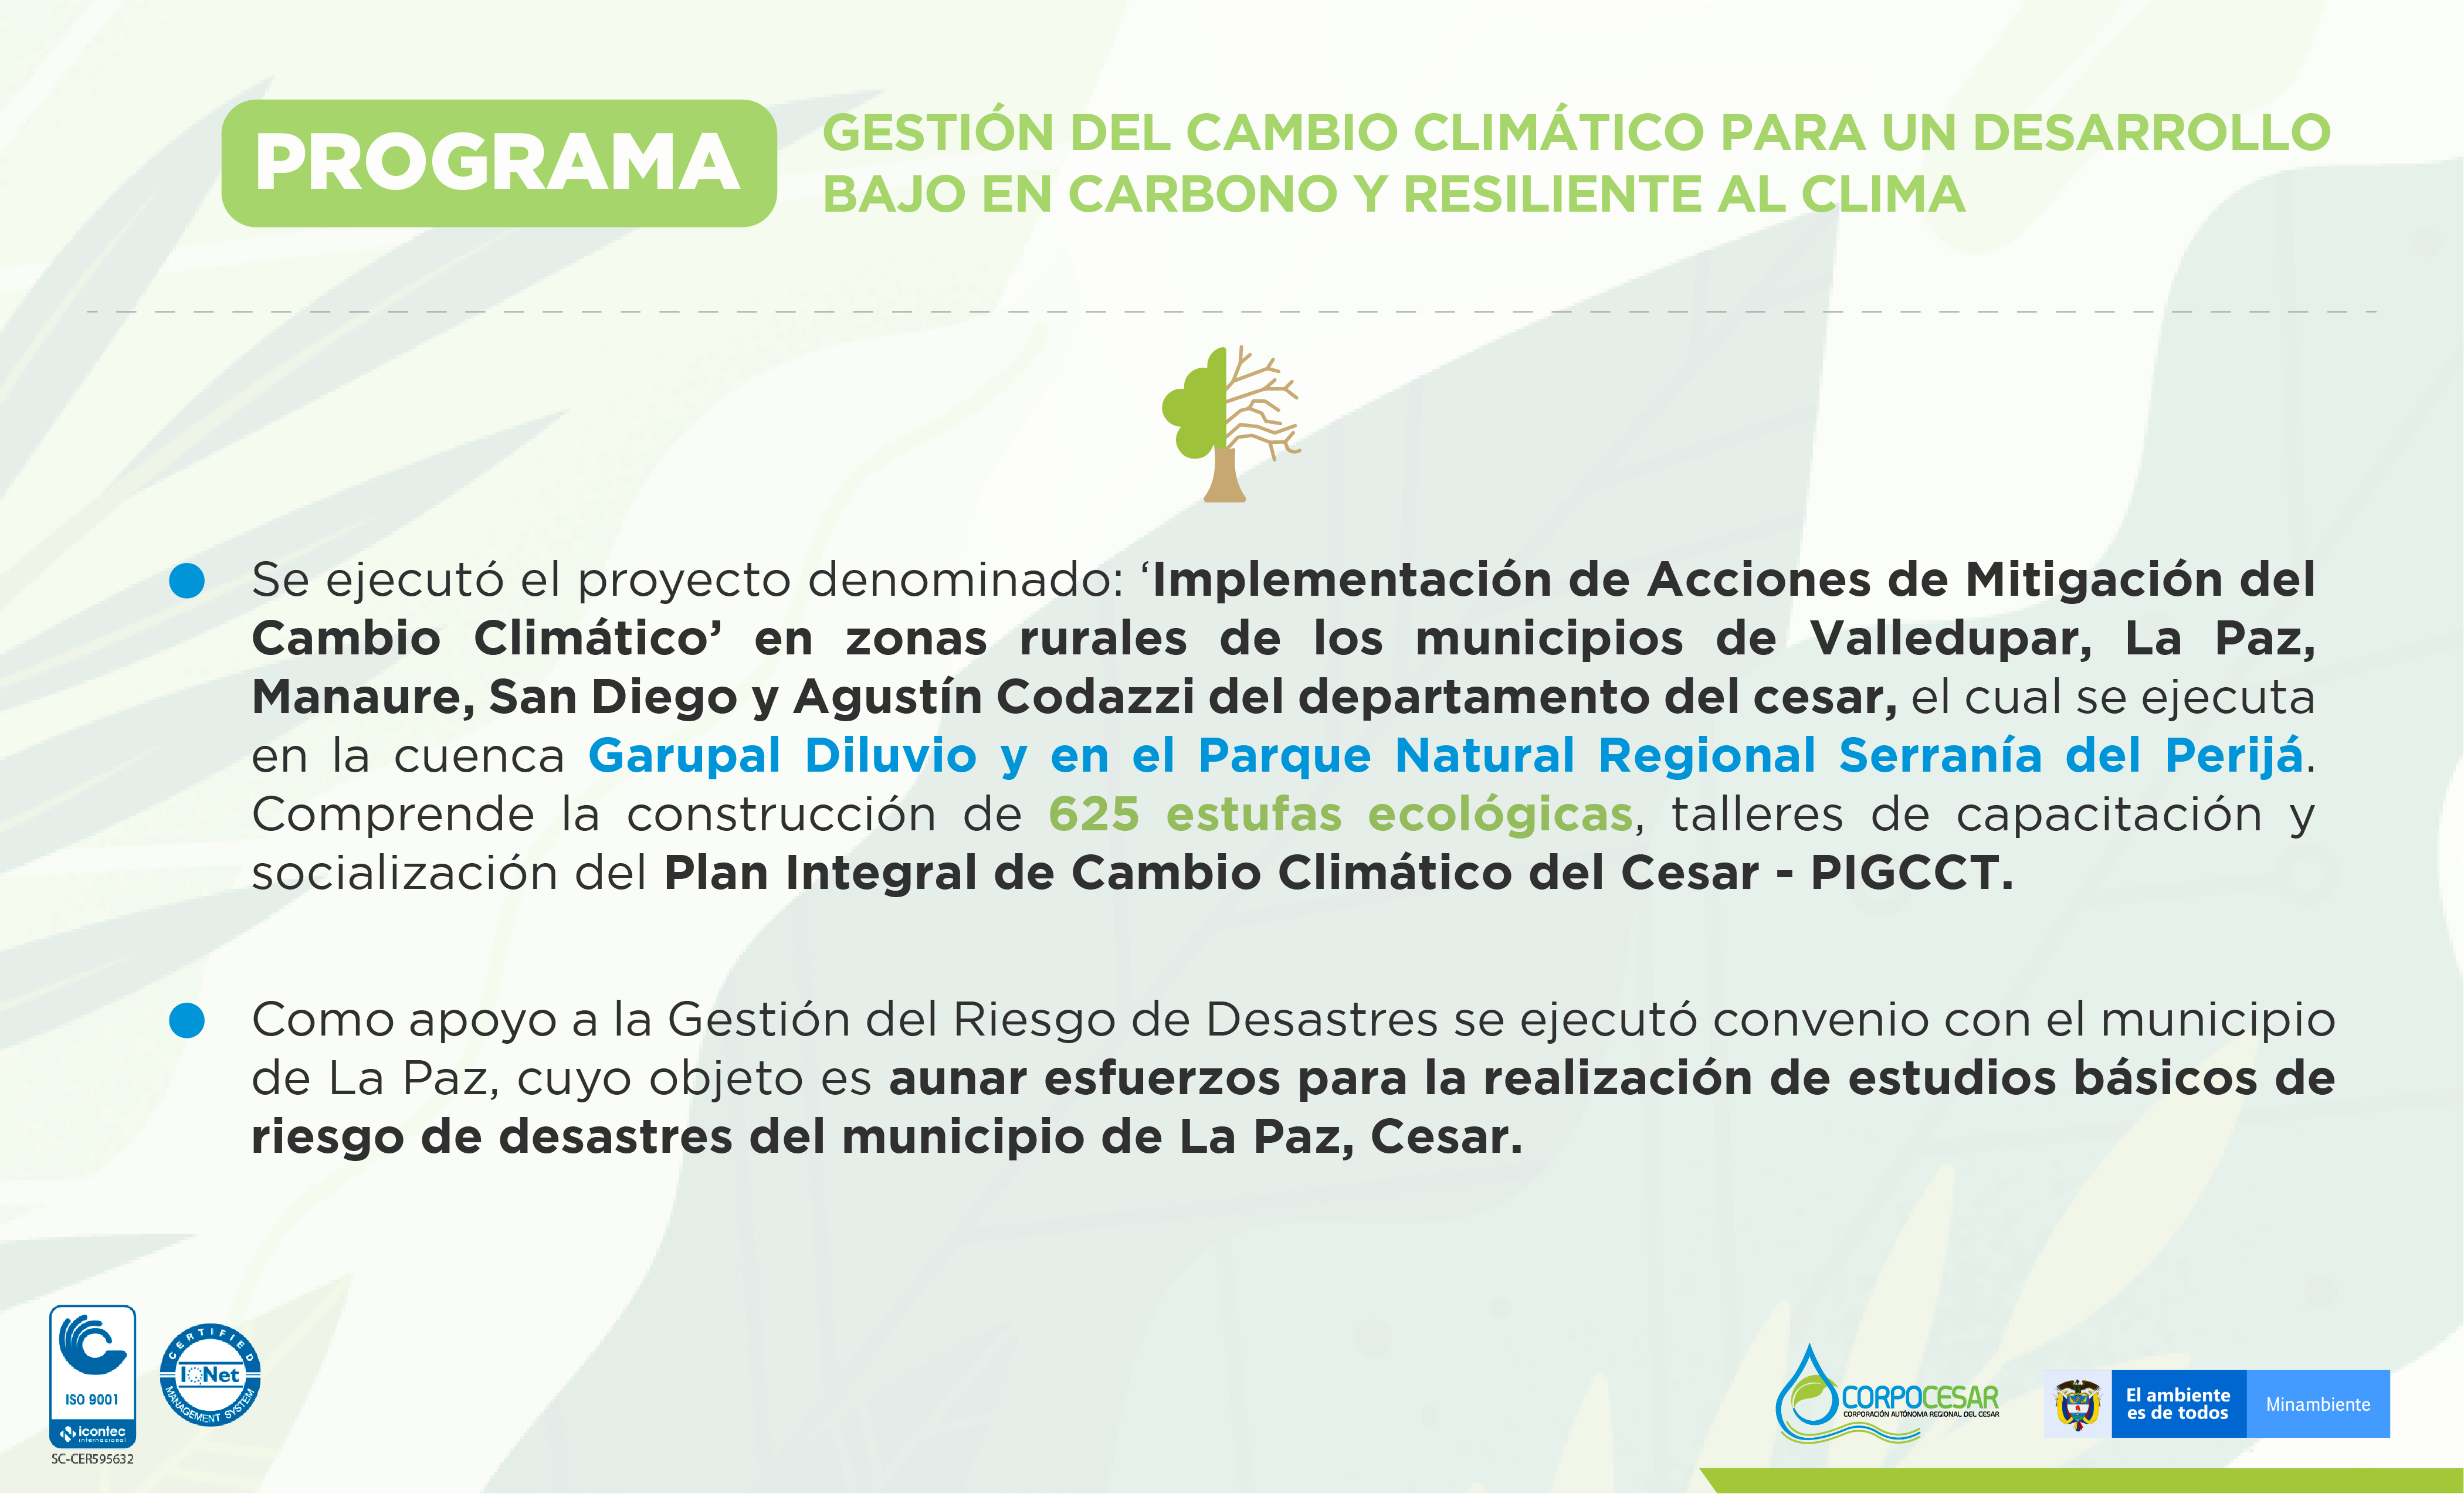 PROGRAMA
GESTIÓN DEL CAMBIO CLIMÁTICO PARA UN DESARROLLO
BAJO EN CARBONO Y RESILIENTE AL CLIMA
Se ejecutó el proyecto denominado: ‘Implementación de Acciones de Mitigación del
Cambio Climático’ en zonas rurales de los municipios de Valledupar, La Paz,
Manaure, San Diego y Agustín Codazzi del departamento del cesar, el cual se ejecuta
en la cuenca Garupal Diluvio y en el Parque Natural Regional Serranía del Perijá.
Comprende la construcción de 625 estufas ecológicas, talleres de capacitación y
socialización del Plan Integral de Cambio Climático del Cesar - PIGCCT.
Como apoyo a la Gestión del Riesgo de Desastres se ejecutó convenio con el municipio
de La Paz, cuyo objeto es aunar esfuerzos para la realización de estudios básicos de
riesgo de desastres del municipio de La Paz, Cesar.
ISO 9001
icontec
internacional
SC-CER595632
CERTIFIED
IQNet
MANAGEMENT SYSTEM
CORPOCESAR
CORPORACIÓN AUTÓNOMA REGIONAL DEL CESAR
El ambiente
es de todos
Minambiente